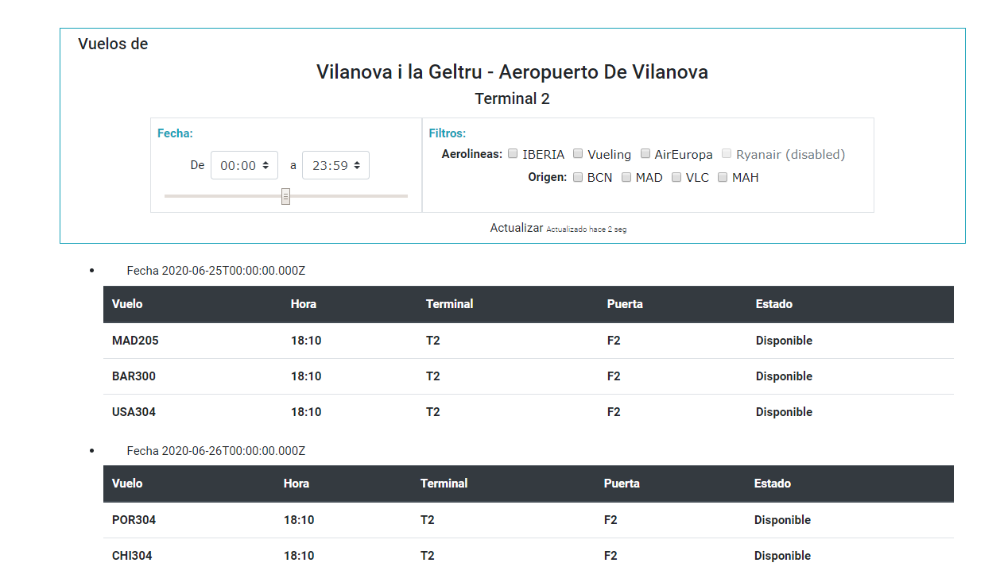 Vuelos de
Vilanova i la Geltru - Aeropuerto De Vilanova
Terminal 2
Fecha:
De 00:00 a 23:59
Filtros:
Aerolineas: IBERIA Vueling AirEuropa Ryanair (disabled)
Origen: BCN MAD VLC MAH
Actualizar Actualizado hace 2 seg
Fecha 2020-06-25T00:00:00.000Z
Vuelo Hora Terminal Puerta Estado
MAD205 18:10 T2 F2 Disponible
BAR300 18:10 T2 F2 Disponible
USA304 18:10 T2 F2 Disponible
Fecha 2020-06-26T00:00:00.000Z
Vuelo Hora Terminal Puerta Estado
POR304 18:10 T2 F2 Disponible
CHI304 18:10 T2 F2 Disponible